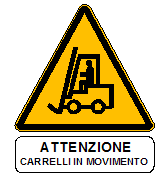 ATTENZIONE
CARRELLI IN MOVIMENTO